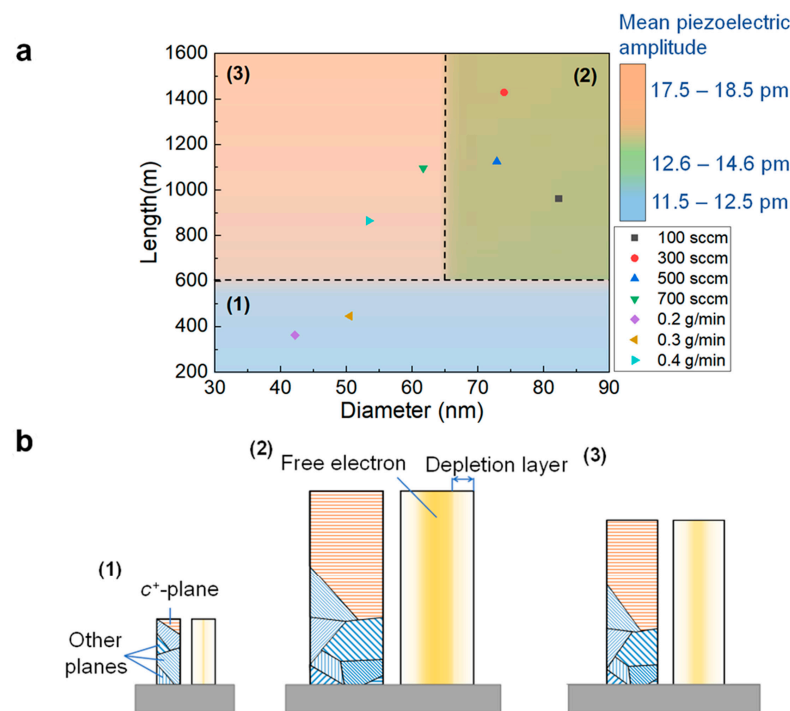 a
Mean piezoelectric
amplitude
17.5 – 18.5 pm
12.6 – 14.6 pm
11.5 – 12.5 pm
(3)
(2)
(1)
Length(m)
1600
1400
1200
1000
800
600
400
200
30
40
50
60
70
80
90
Diameter (nm)
100 sccm
300 sccm
500 sccm
700 sccm
0.2 g/min
0.3 g/min
0.4 g/min
b
(1)
c⁺-plane
Other
planes
(2)
Free electron
Depletion layer
(3)